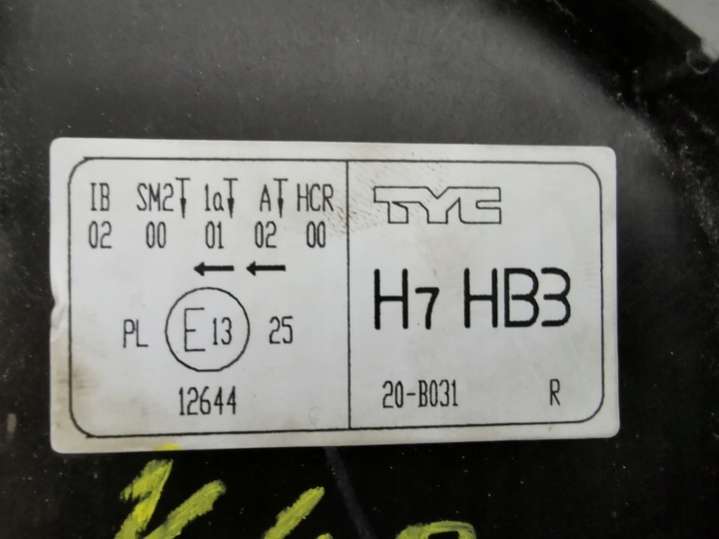 IB SM2 1a A HCR
02 00 01 02 00
← ←
PL E13 25
12644
TYC
H7 HB3
20-B031 R